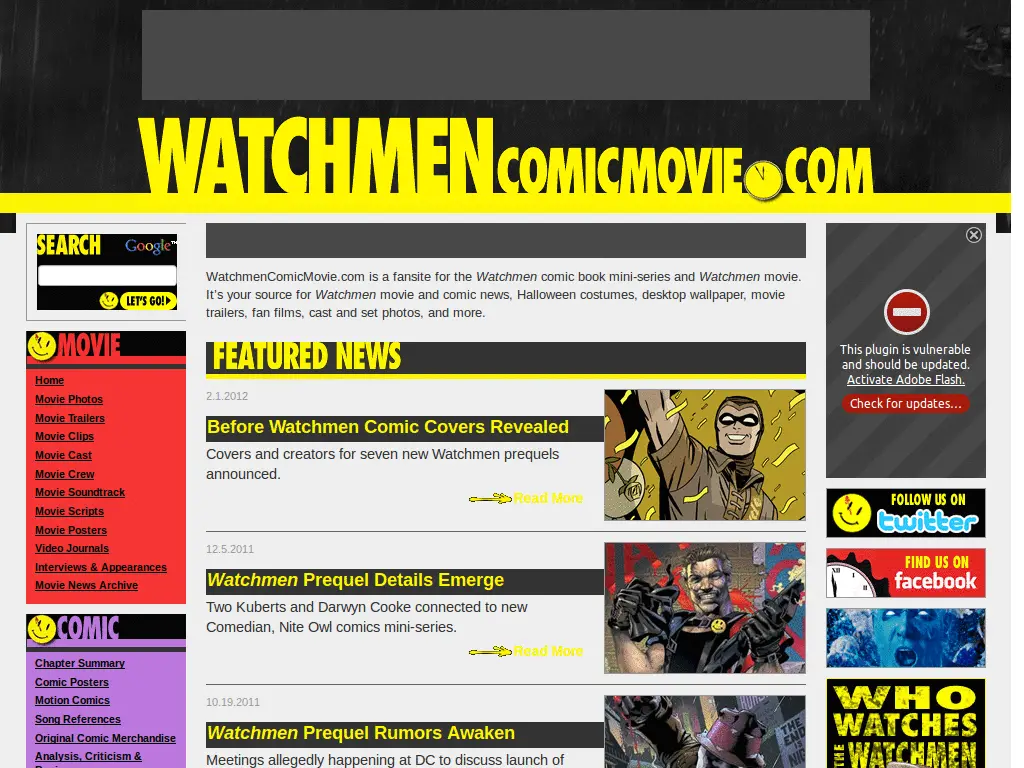 WATCHMENCOMICMOVIE.COM
SEARCH Google™
LET'S GO!
MOVIE
Home
Movie Photos
Movie Trailers
Movie Clips
Movie Cast
Movie Crew
Movie Soundtrack
Movie Scripts
Movie Posters
Video Journals
Interviews & Appearances
Movie News Archive
COMIC
Chapter Summary
Comic Posters
Motion Comics
Song References
Original Comic Merchandise
Analysis, Criticism &
WatchmenComicMovie.com is a fansite for the Watchmen comic book mini-series and Watchmen movie.
It's your source for Watchmen movie and comic news, Halloween costumes, desktop wallpaper, movie
trailers, fan films, cast and set photos, and more.
FEATURED NEWS
2.1.2012
Before Watchmen Comic Covers Revealed
Covers and creators for seven new Watchmen prequels
announced.
Read More
12.5.2011
Watchmen Prequel Details Emerge
Two Kuberts and Darwyn Cooke connected to new
Comedian, Nite Owl comics mini-series.
Read More
10.19.2011
Watchmen Prequel Rumors Awaken
Meetings allegedly happening at DC to discuss launch of
THE
END
This plugin is vulnerable
and should be updated.
Activate Adobe Flash.
Check for updates...
FOLLOW US ON
twitter
XII
I
FIND US ON
facebook
WHO
WATCHES
THE WATCHMEN